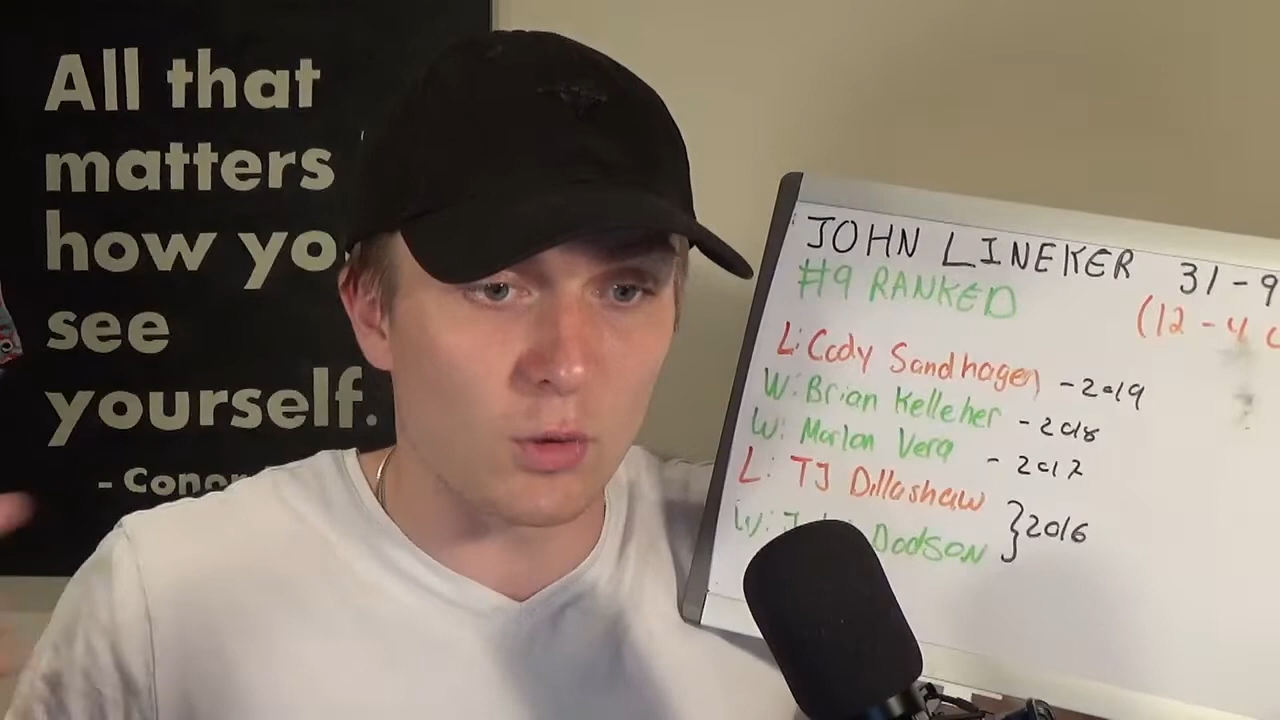 All that
matters
how yo
see
yourself.
- Conor
JOHN LINEKER 31-9
#9 RANKED (12-4
L: Cody Sandhagen - 2019
W: Brian Kelleher - 2018
W: Marlon Vera - 2017
L: TJ Dillashaw
W: Dodson } 2016